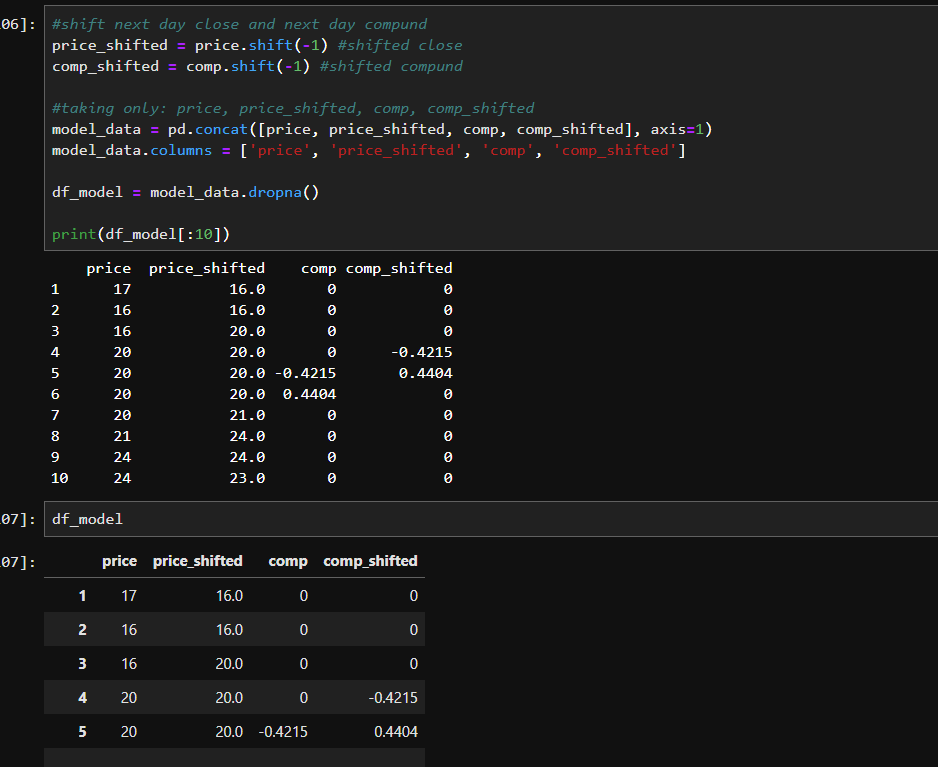 06]:
#shift next day close and next day compund
price_shifted = price.shift(-1) #shifted close
comp_shifted = comp.shift(-1) #shifted compund
#taking only: price, price_shifted, comp, comp_shifted
model_data = pd.concat([price, price_shifted, comp, comp_shifted], axis=1)
model_data.columns = ['price', 'price_shifted', 'comp', 'comp_shifted']
df_model = model_data.dropna()
print(df_model[:10])
price price_shifted comp comp_shifted
1 17 16.0 0 0
2 16 16.0 0 0
3 16 20.0 0 0
4 20 20.0 0 -0.4215
5 20 20.0 -0.4215 0.4404
6 20 20.0 0.4404 0
7 20 21.0 0 0
8 21 24.0 0 0
9 24 24.0 0 0
10 24 23.0 0 0
07]: df_model
07]:
price price_shifted comp comp_shifted
1 17 16.0 0 0
2 16 16.0 0 0
3 16 20.0 0 0
4 20 20.0 0 -0.4215
5 20 20.0 -0.4215 0.4404